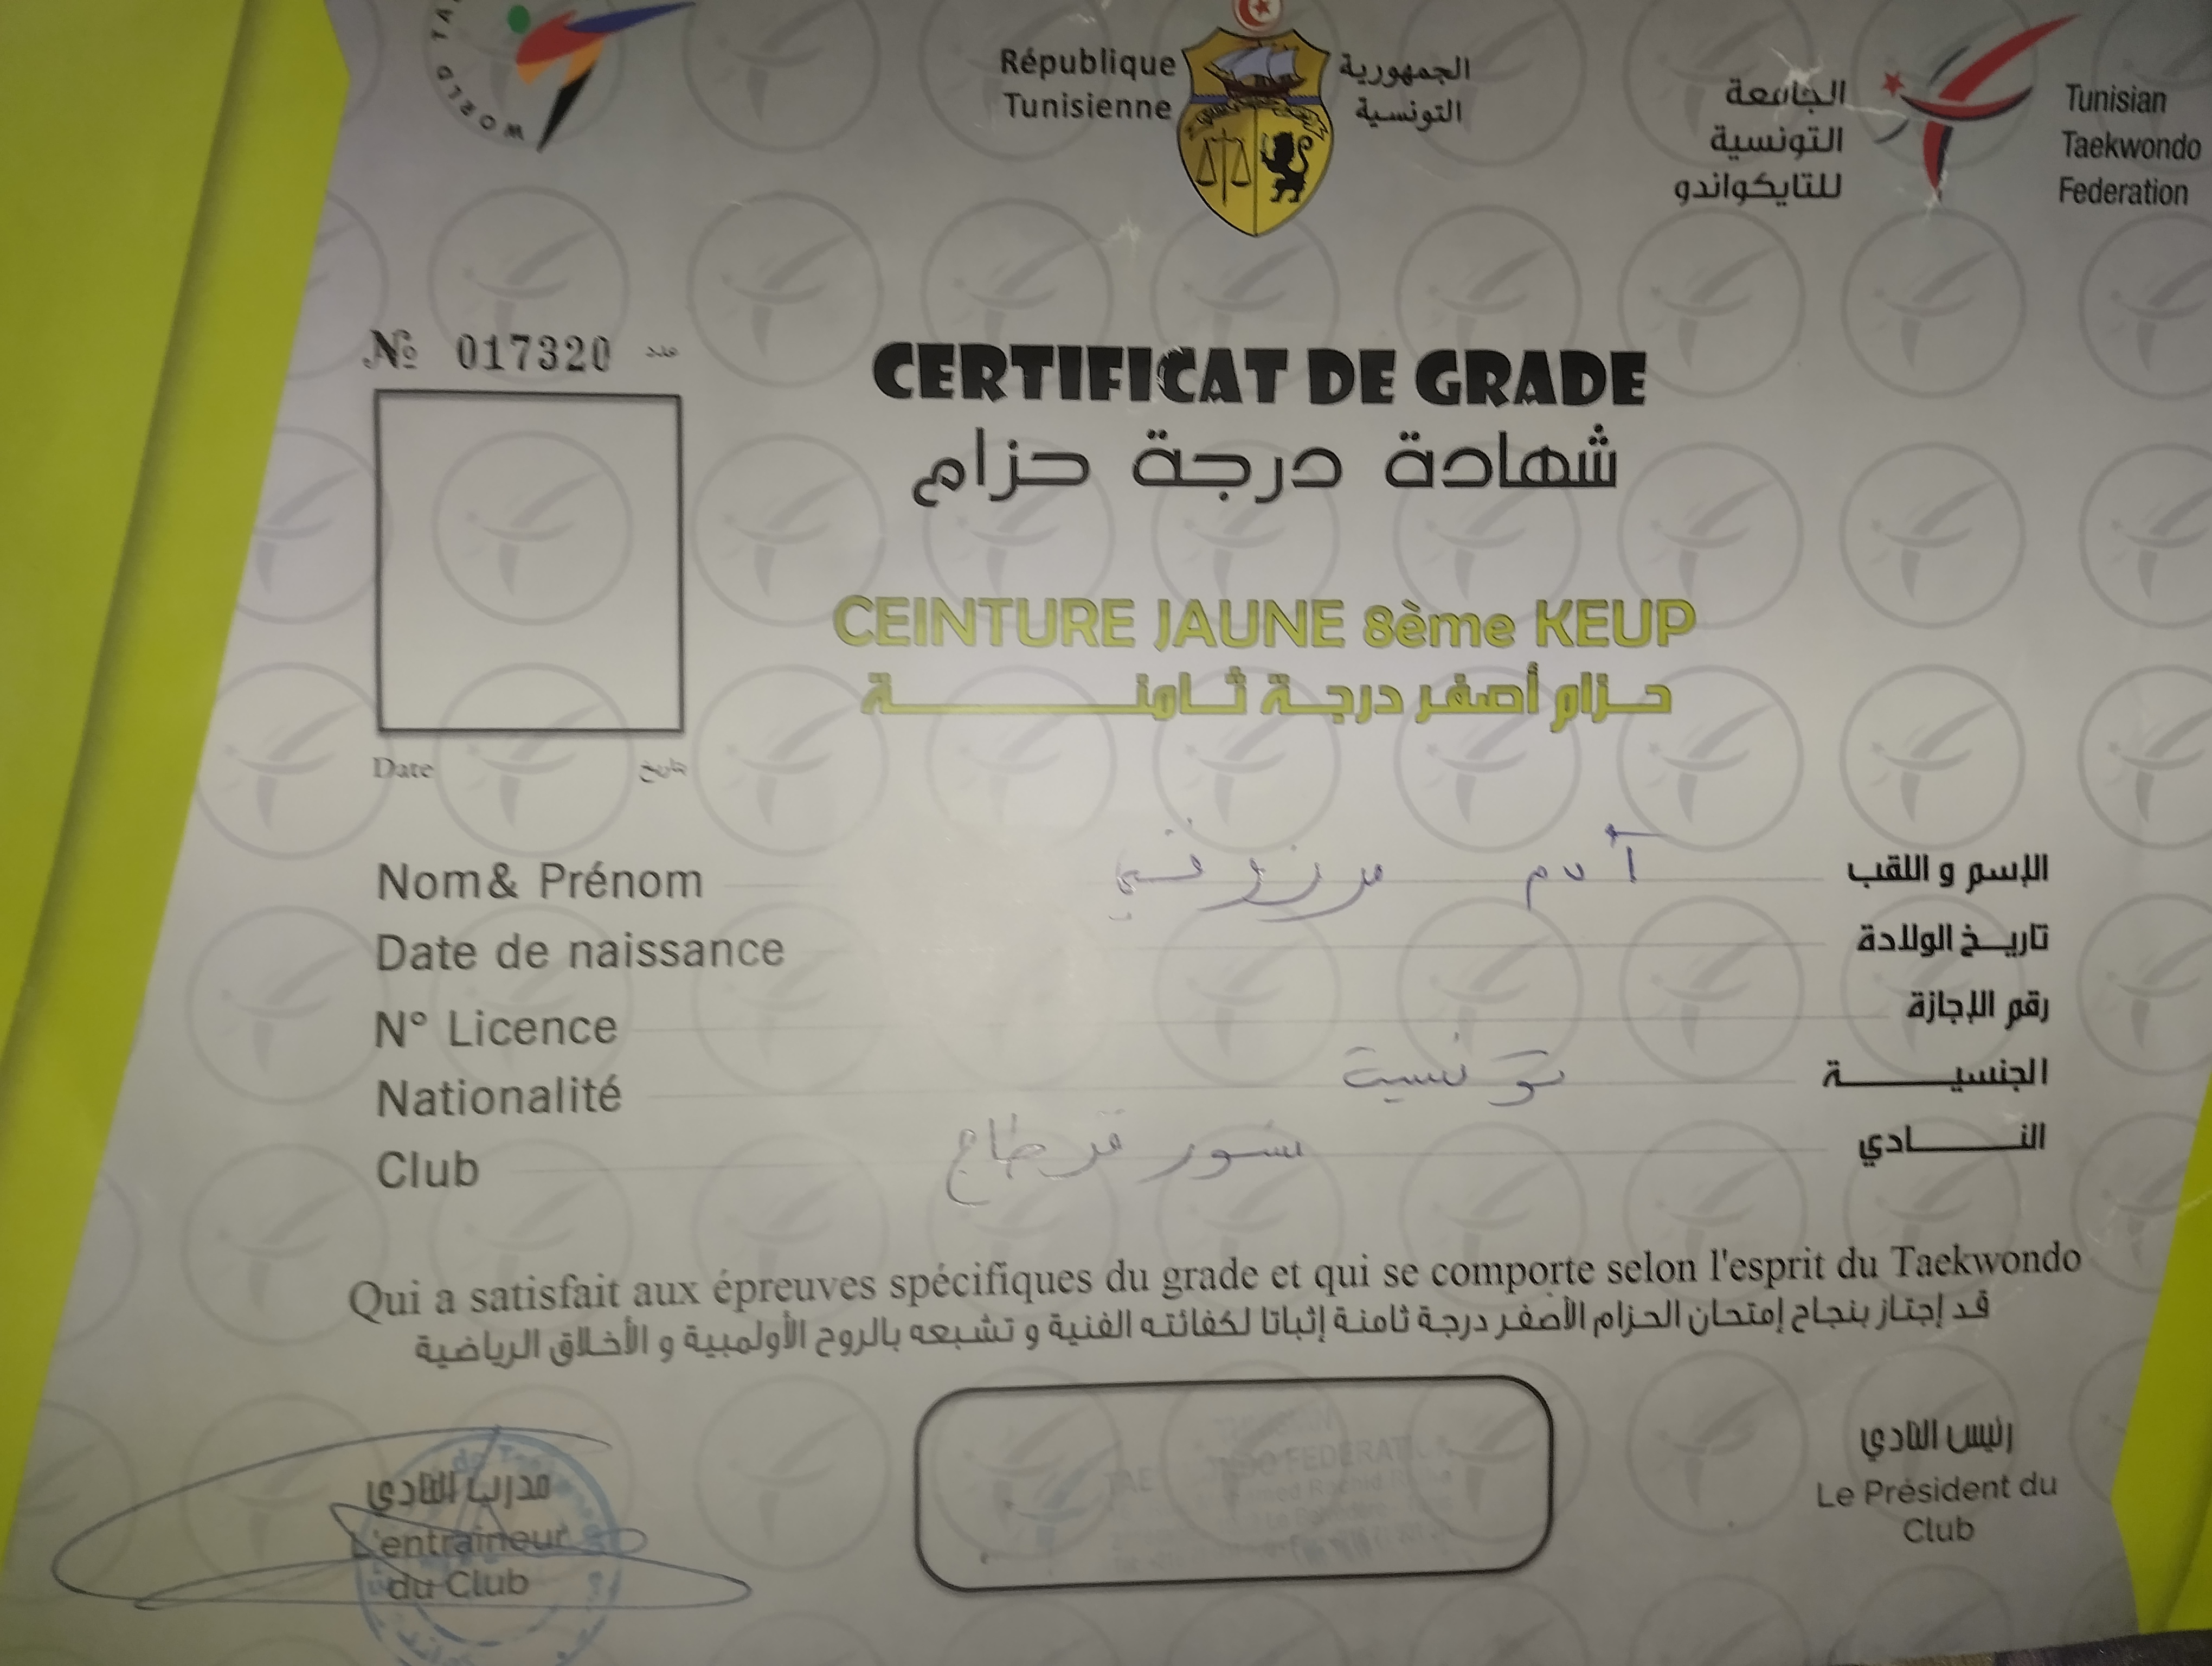 WORLD TA
République
Tunisienne
الجمهورية
التونسية
الجامعة
التونسية
للتايكواندو
Tunisian
Taekwondo
Federation
№ 017320 عدد
CERTIFICAT DE GRADE
شهادة درجة حزام
CEINTURE JAUNE 8ème KEUP
حزام أصفر درجة ثامنة
Date تاريخ
Nom& Prénom آدم مرزوقي الإسم و اللقب
Date de naissance تاريخ الولادة
N° Licence رقم الإجازة
Nationalité تونسية الجنسية
Club نسور قرطاج النادي
Qui a satisfait aux épreuves spécifiques du grade et qui se comporte selon l'esprit du Taekwondo
قد إجتاز بنجاح إمتحان الحزام الأصفر درجة ثامنة إثباتا لكفائته الفنية و تشبعه بالروح الأولمبية و الأخلاق الرياضية
مدرب النادي
L'entraineur
du Club
رئيس النادي
Le Président du
Club